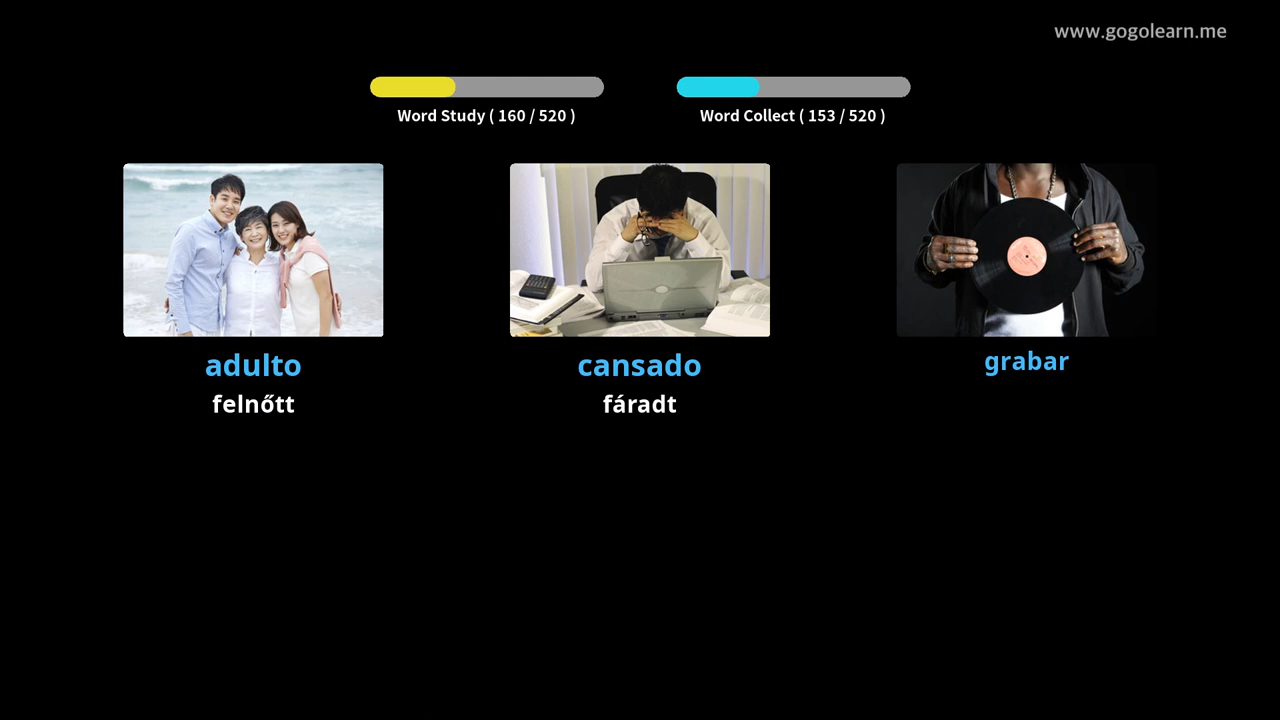 www.gogolearn.me
Word Study ( 160 / 520 )
Word Collect ( 153 / 520 )
adulto
cansado
grabar
felnőtt
fáradt